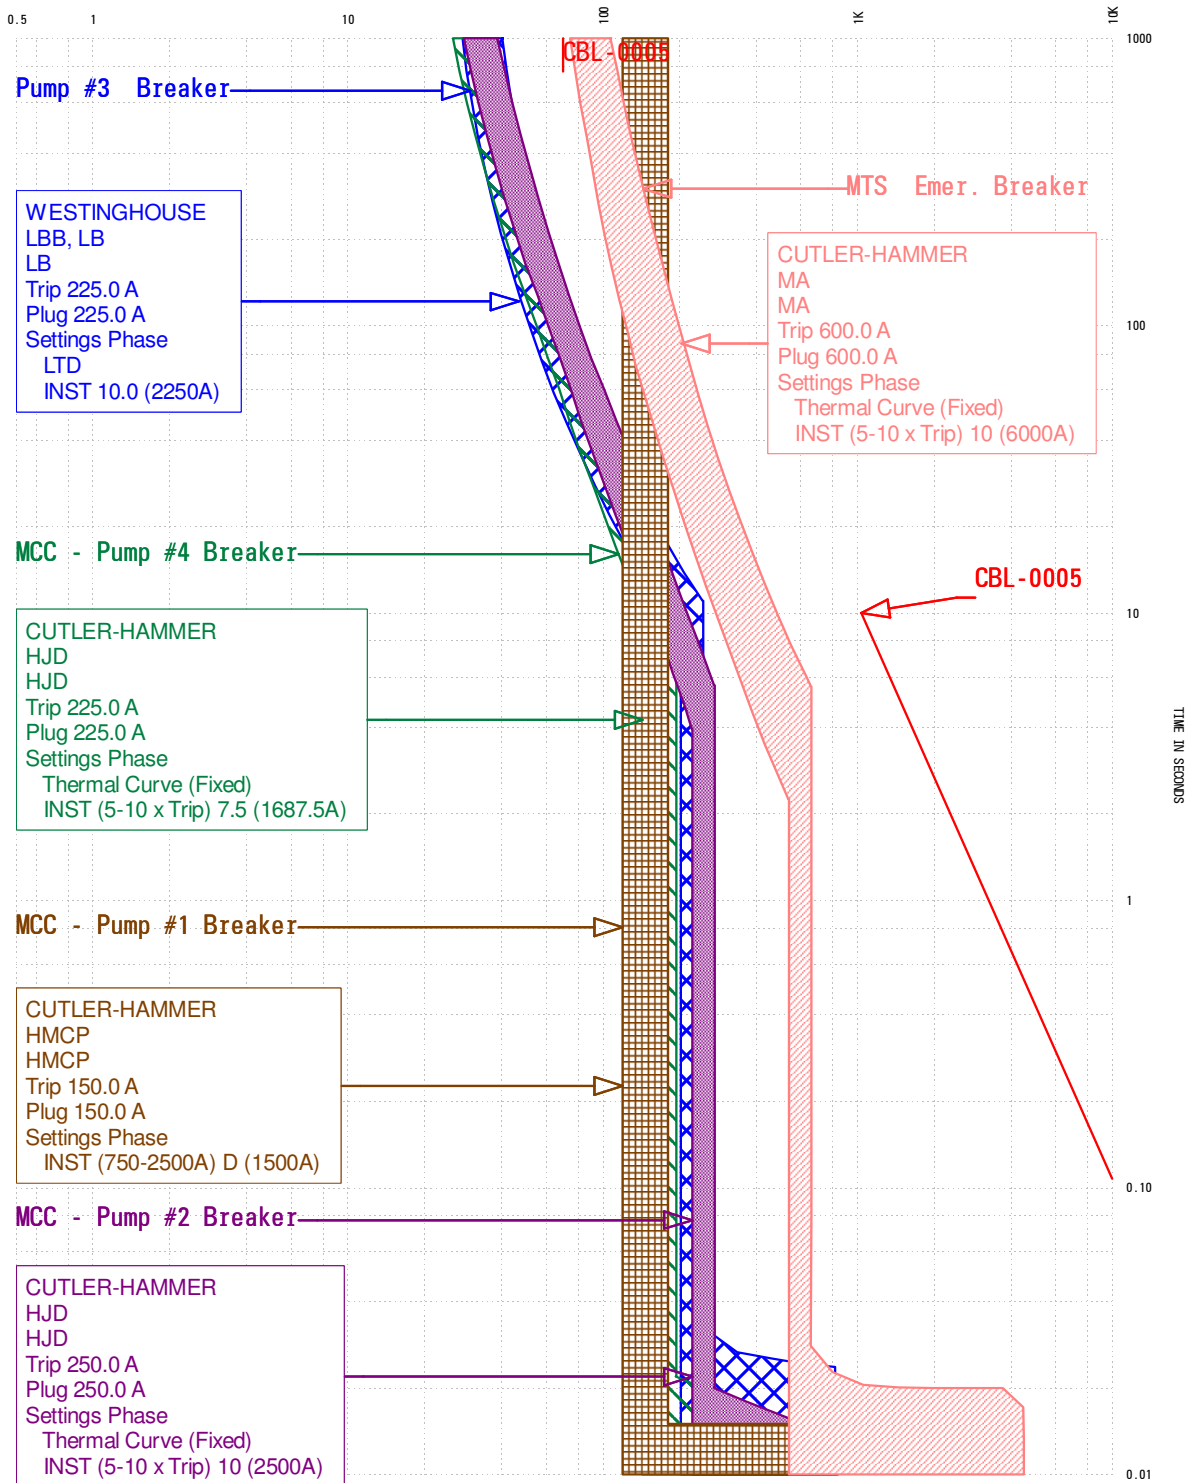 0.5 1 10 100 1K 10K
CBL-0005
1000
Pump #3 Breaker
MTS Emer. Breaker
WESTINGHOUSE
LBB, LB
LB
Trip 225.0 A
Plug 225.0 A
Settings Phase
LTD
INST 10.0 (2250A)
CUTLER-HAMMER
MA
MA
Trip 600.0 A
Plug 600.0 A
Settings Phase
Thermal Curve (Fixed)
INST (5-10 x Trip) 10 (6000A)
100
MCC - Pump #4 Breaker
CBL-0005
10
CUTLER-HAMMER
HJD
HJD
Trip 225.0 A
Plug 225.0 A
Settings Phase
Thermal Curve (Fixed)
INST (5-10 x Trip) 7.5 (1687.5A)
TIME IN SECONDS
1
MCC - Pump #1 Breaker
CUTLER-HAMMER
HMCP
HMCP
Trip 150.0 A
Plug 150.0 A
Settings Phase
INST (750-2500A) D (1500A)
0.10
MCC - Pump #2 Breaker
CUTLER-HAMMER
HJD
HJD
Trip 250.0 A
Plug 250.0 A
Settings Phase
Thermal Curve (Fixed)
INST (5-10 x Trip) 10 (2500A)
0.01